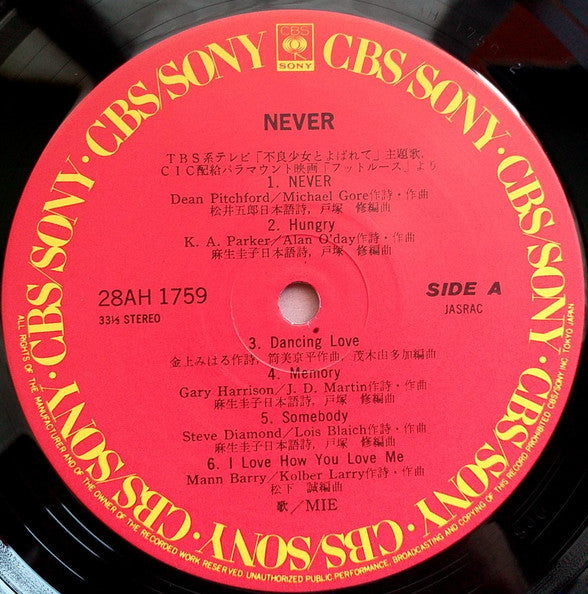 CBS
SONY
CBS/SONY · CBS/SONY · CBS/SONY · CBS/SONY · CBS/SONY · CBS/SONY · CBS/SONY
NEVER
TBS系テレビ「不良少女とよばれて」主題歌,
CIC配給パラマウント映画「フットルース」より
1. NEVER
Dean Pitchford/Michael Gore作詩・作曲
松井五郎日本語詩, 戸塚 修編曲
2. Hungry
K. A. Parker/Alan O'day作詩・作曲
麻生圭子日本語詩, 戸塚 修編曲
28AH 1759
33⅓ STEREO
SIDE A
JASRAC
3. Dancing Love
金上みはる作詩, 筒美京平作曲, 茂木由多加編曲
4. Memory
Gary Harrison/J. D. Martin作詩・作曲
麻生圭子日本語詩, 戸塚 修編曲
5. Somebody
Steve Diamond/Lois Blaich作詩・作曲
麻生圭子日本語詩, 戸塚 修編曲
6. I Love How You Love Me
Mann Barry/Kolber Larry作詩・作曲
松下 誠編曲
歌/MIE
ALL RIGHTS OF THE MANUFACTURER AND OF THE OWNER OF THE RECORDED WORK RESERVED. UNAUTHORIZED PUBLIC PERFORMANCE, BROADCASTING AND COPYING OF THIS RECORD PROHIBITED. CBS/SONY INC. TOKYO JAPAN.